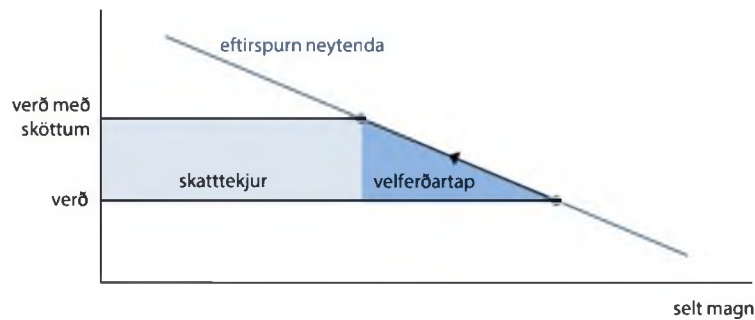 eftirspurn neytenda
verð með
sköttum
skatttekjur
velferðartap
verð
selt magn